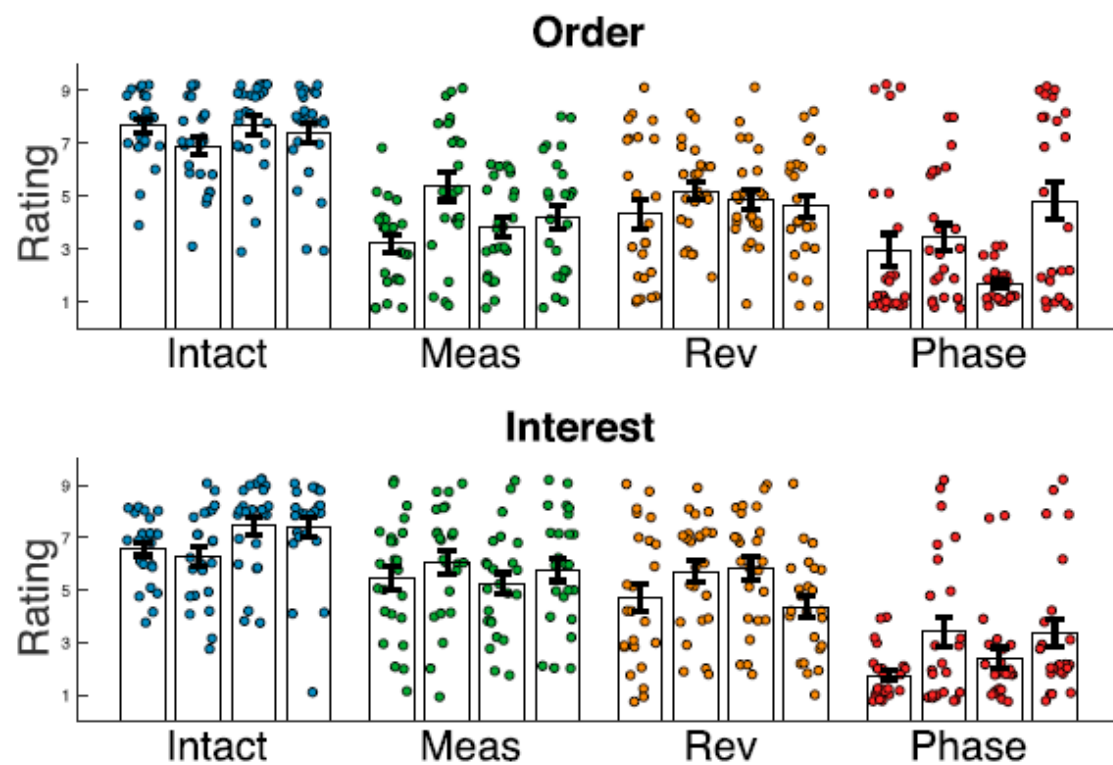 Order
Rating
9
7
5
3
1
Intact Meas Rev Phase
Interest
Rating
9
7
5
3
1
Intact Meas Rev Phase